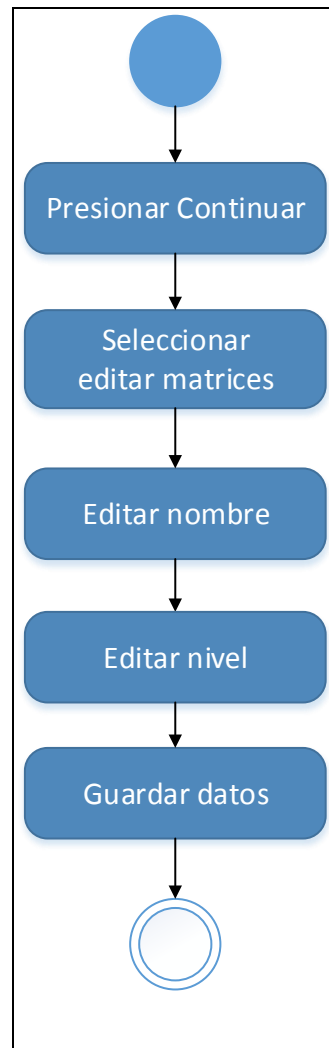 Presionar Continuar
Seleccionar
editar matrices
Editar nombre
Editar nivel
Guardar datos